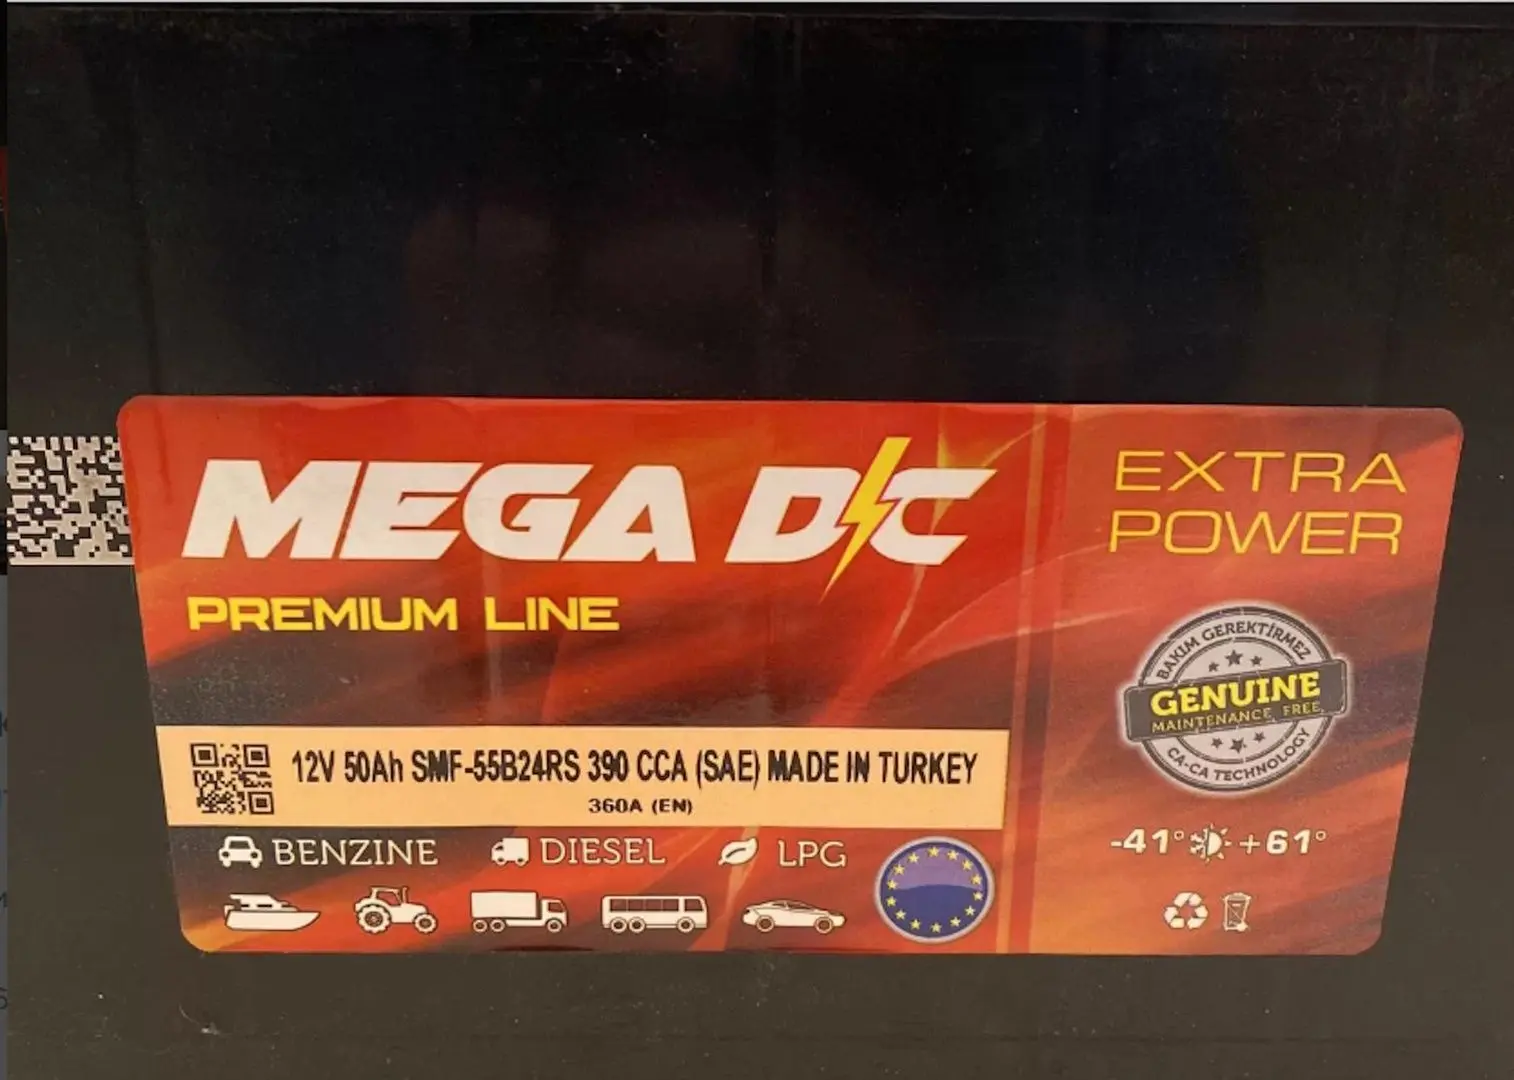 MEGA DC
PREMIUM LINE
12V 50Ah SMF-55B24RS 390 CCA (SAE) MADE IN TURKEY
360A (EN)
BENZINE DIESEL LPG
EXTRA
POWER
BAKIM GEREKTİRMEZ
GENUINE
MAINTENANCE FREE
CA-CA TECHNOLOGY
-41° +61°